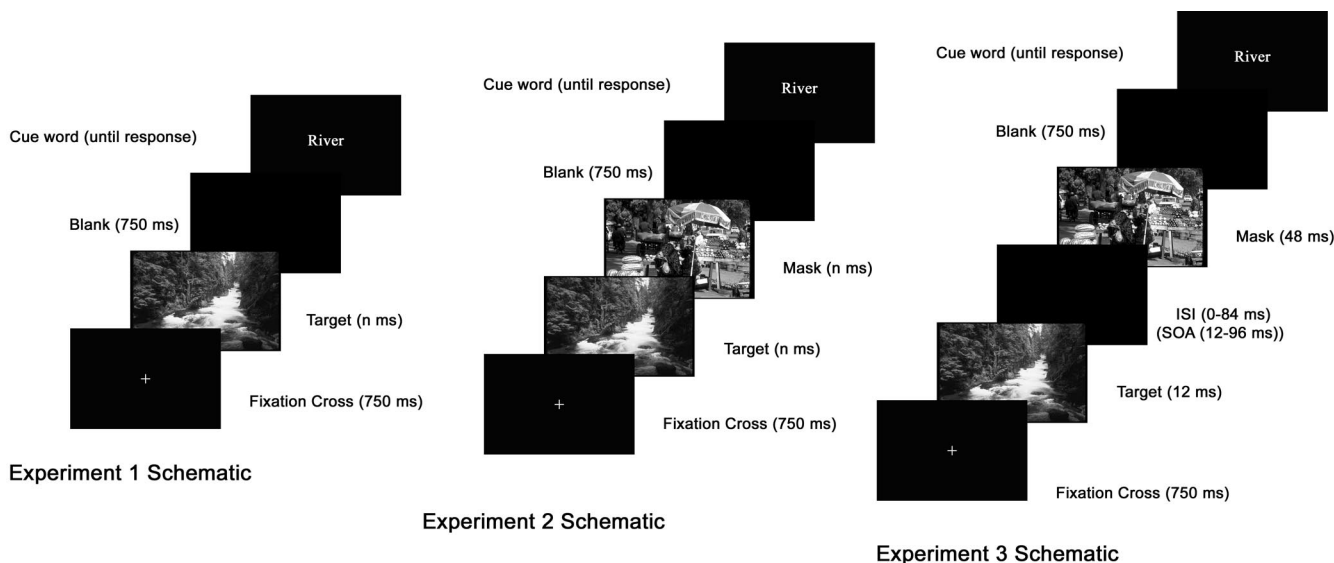 Cue word (until response)
River
Blank (750 ms)
Target (n ms)
+
Fixation Cross (750 ms)
Experiment 1 Schematic
Cue word (until response)
River
Blank (750 ms)
Mask (n ms)
Target (n ms)
+
Fixation Cross (750 ms)
Experiment 2 Schematic
Cue word (until response)
River
Blank (750 ms)
Mask (48 ms)
ISI (0-84 ms)
(SOA (12-96 ms))
Target (12 ms)
+
Fixation Cross (750 ms)
Experiment 3 Schematic